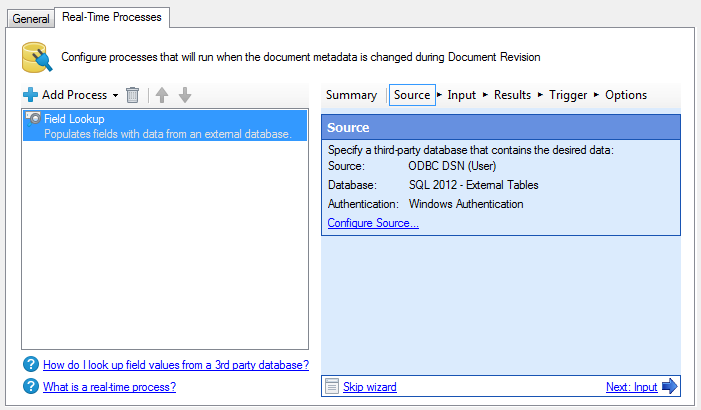 General Real-Time Processes
Configure processes that will run when the document metadata is changed during Document Revision
Add Process
Field Lookup
Populates fields with data from an external database.
How do I look up field values from a 3rd party database?
What is a real-time process?
Summary Source Input Results Trigger Options
Source
Specify a third-party database that contains the desired data:
Source: ODBC DSN (User)
Database: SQL 2012 - External Tables
Authentication: Windows Authentication
Configure Source...
Skip wizard Next: Input